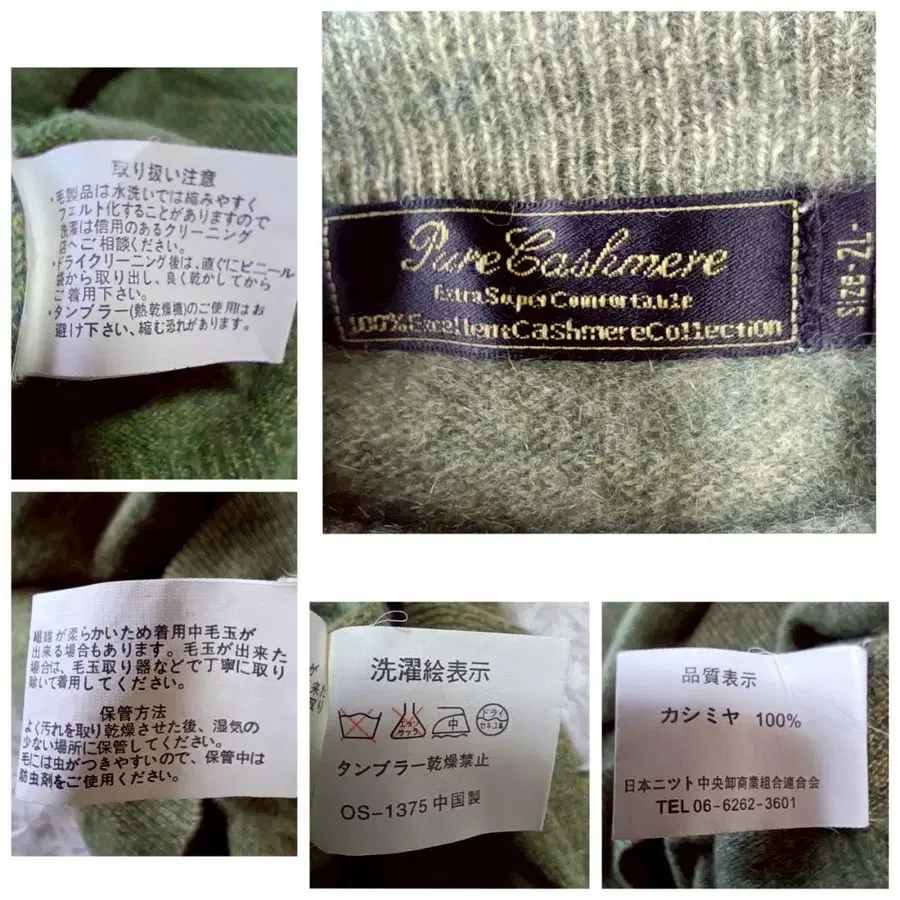 取り扱い注意
・毛製品は水洗いでは縮みやすく
フェルト化することがありますので
洗濯は信用のあるクリーニング
店へご相談ください。
・ドライクリーニング後は、直ぐにビニール
袋から取り出し、良く乾かしてから
ご着用下さい。
・タンブラー(熱乾燥機)のご使用はお
避け下さい、縮む恐れがあります。
Pure Cashmere
Extra Super Comfortable
100% Excellent Cashmere Collection
SIZE-2L-
繊維が柔らかいため着用中毛玉が
出来る場合もあります。毛玉が出来た
場合は、毛玉取り器などで丁寧に取り
除いて着用してください。
保管方法
よく汚れを取り乾燥させた後、湿気の
少ない場所に保管してください。
毛には虫がつきやすいので、保管中は
防虫剤をご使用ください。
洗濯絵表示
エンソ サラシ 中 ドライ セキユ系
タンブラー乾燥禁止
OS-1375 中国製
品質表示
カシミヤ 100%
日本ニット中央卸商業組合連合会
TEL 06-6262-3601